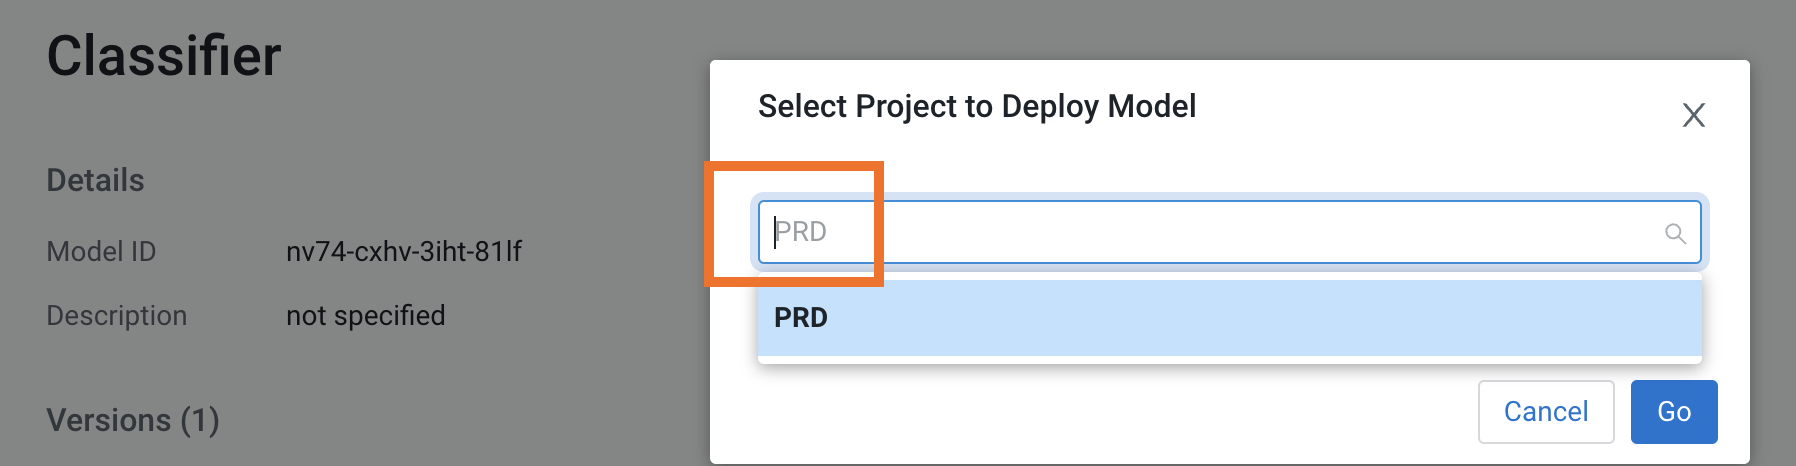 Classifier
Details
Model ID nv74-cxhv-3iht-81lf
Description not specified
Versions (1)
Select Project to Deploy Model
X
PRD
PRD
Cancel Go